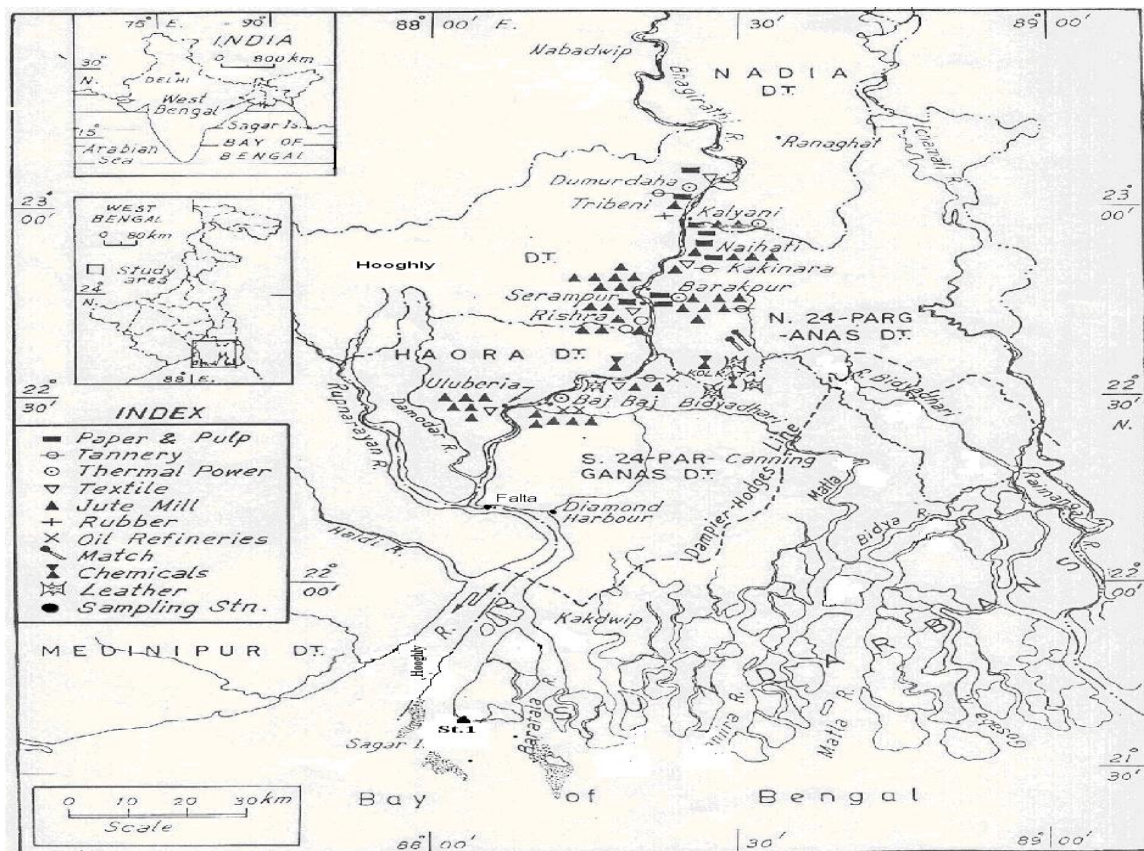 75° E. 90°
INDIA
0 800 km
30°
N.
DELHI
West
Bengal
Sagar Is.
15°
BAY OF
BENGAL
Arabian
Sea
88° 00' E.
30'
89° 00'
Nabadwip
Bhagirathi R.
NADIA
DT.
Ranaghat
Ichamati R.
23°
00'
23°
00'
Dumurdaha
Tribeni
Kalyani
Naihati
Kakinara
WEST
BENGAL
0 80 km
Study
area
24°
N.
88° E.
Hooghly
DT.
Serampur
Barakpur
Rishra
N. 24-PARG
-ANAS DT.
HAORA DT.
KOLKATA
Uluberia
Baj Baj
Bidyadhari
R. Bidyadhari
22°
30'
22°
30'
N.
Rupnarayan R.
Damodar R.
S. 24-PAR-
GANAS DT.
Canning
Dampier-Hodges Line
Matla
Bidya R.
Raimangal
Falta
Diamond
Harbour
Haldi R.
INDEX
Paper & Pulp
Tannery
Thermal Power
Textile
Jute Mill
Rubber
Oil Refineries
Match
Chemicals
Leather
Sampling Stn.
22°
00'
22°
00'
MEDINIPUR DT.
Hooghly
R.
Kakdwip
SUNDARBANS
St.1
Sagar I.
Baratala R.
Matla R.
Gosaba R.
21°
30'
0 10 20 30 km
Scale
Bay of Bengal
88° 00'
30'
89° 00'